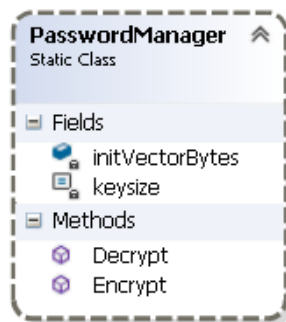 PasswordManager
Static Class
Fields
initVectorBytes
keysize
Methods
Decrypt
Encrypt